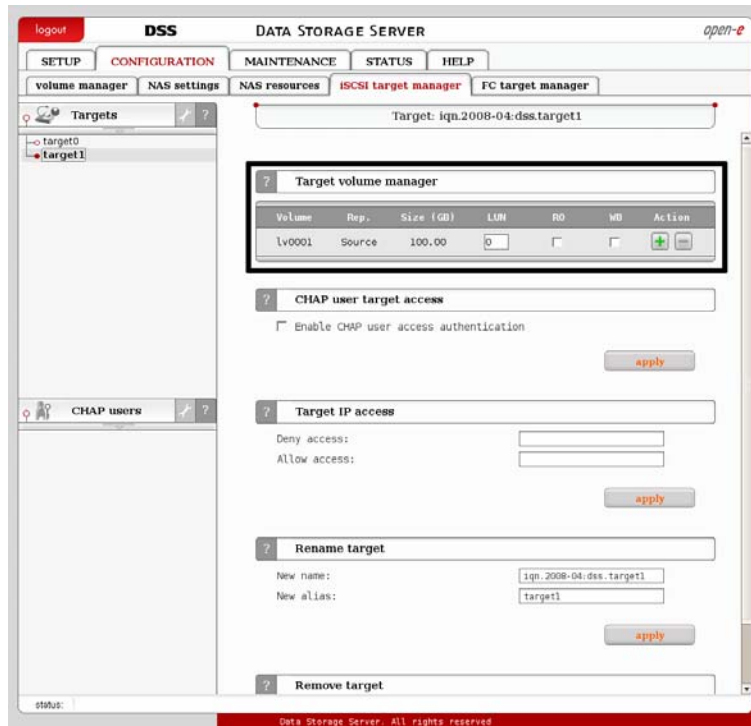 logout DSS DATA STORAGE SERVER open-e
SETUP CONFIGURATION MAINTENANCE STATUS HELP
volume manager NAS settings NAS resources iSCSI target manager FC target manager
Targets ?
target0
target1
Target: iqn.2008-04:dss.target1
? Target volume manager
Volume Rep. Size (GB) LUN RO WB Action
lv0001 Source 100.00 0 + -
? CHAP user target access
Enable CHAP user access authentication
apply
CHAP users ?
? Target IP access
Deny access:
Allow access:
apply
? Rename target
New name: iqn.2008-04:dss.target1
New alias: target1
apply
? Remove target
status:
Data Storage Server. All rights reserved